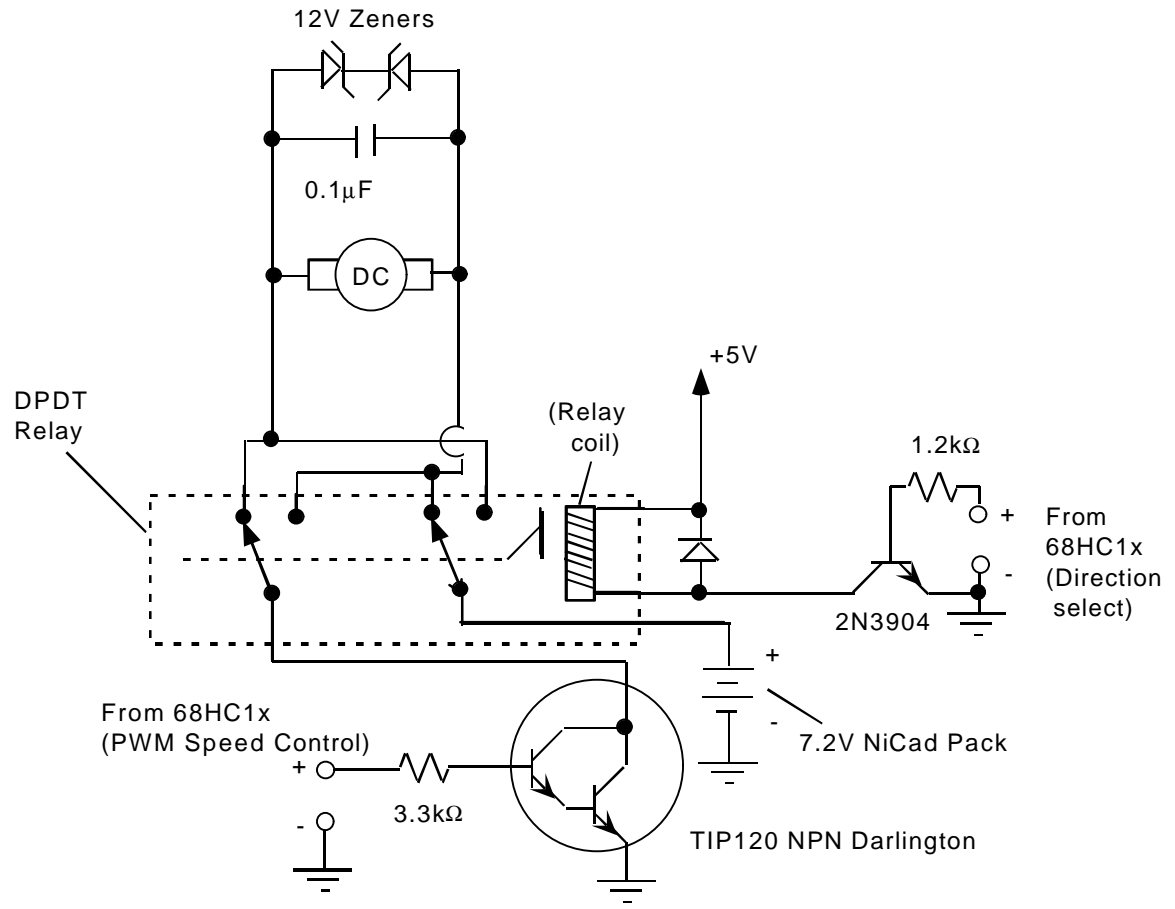 12V Zeners
0.1μF
DC
+5V
DPDT
Relay
(Relay
coil)
1.2kΩ
+
-
From
68HC1x
(Direction
select)
2N3904
+
-
7.2V NiCad Pack
From 68HC1x
(PWM Speed Control)
+
-
3.3kΩ
TIP120 NPN Darlington